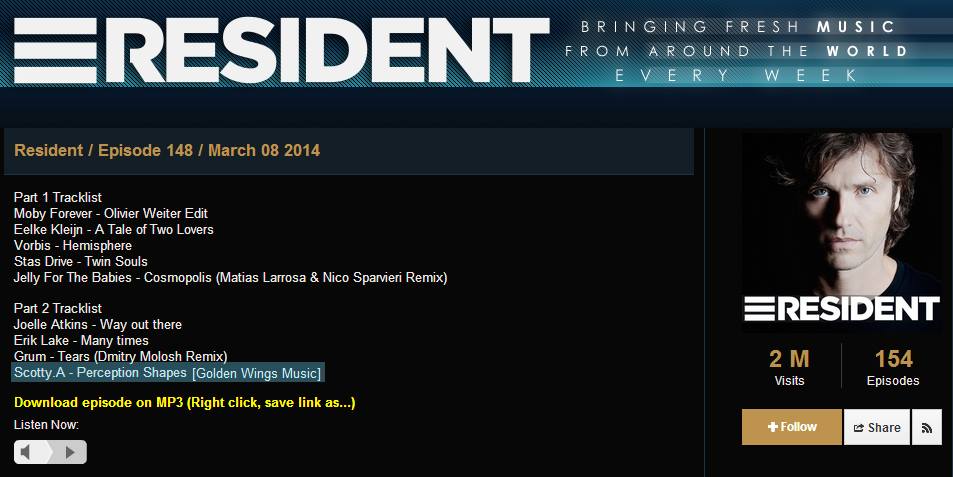 RESIDENT
BRINGING FRESH MUSIC
FROM AROUND THE WORLD
EVERY WEEK
Resident / Episode 148 / March 08 2014
Part 1 Tracklist
Moby Forever - Olivier Weiter Edit
Eelke Kleijn - A Tale of Two Lovers
Vorbis - Hemisphere
Stas Drive - Twin Souls
Jelly For The Babies - Cosmopolis (Matias Larrosa & Nico Sparvieri Remix)
Part 2 Tracklist
Joelle Atkins - Way out there
Erik Lake - Many times
Grum - Tears (Dmitry Molosh Remix)
Scotty.A - Perception Shapes [Golden Wings Music]
Download episode on MP3 (Right click, save link as...)
Listen Now:
RESIDENT
2 M
Visits
154
Episodes
Follow
Share